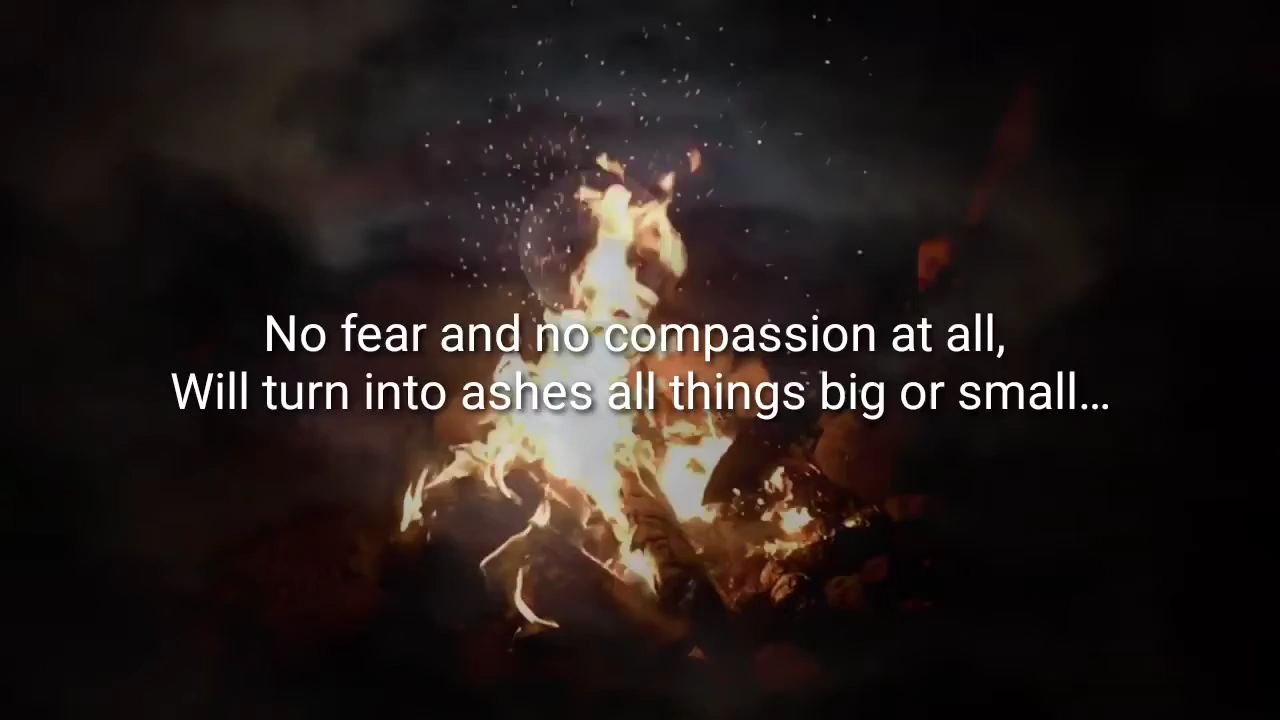 No fear and no compassion at all,
Will turn into ashes all things big or small…